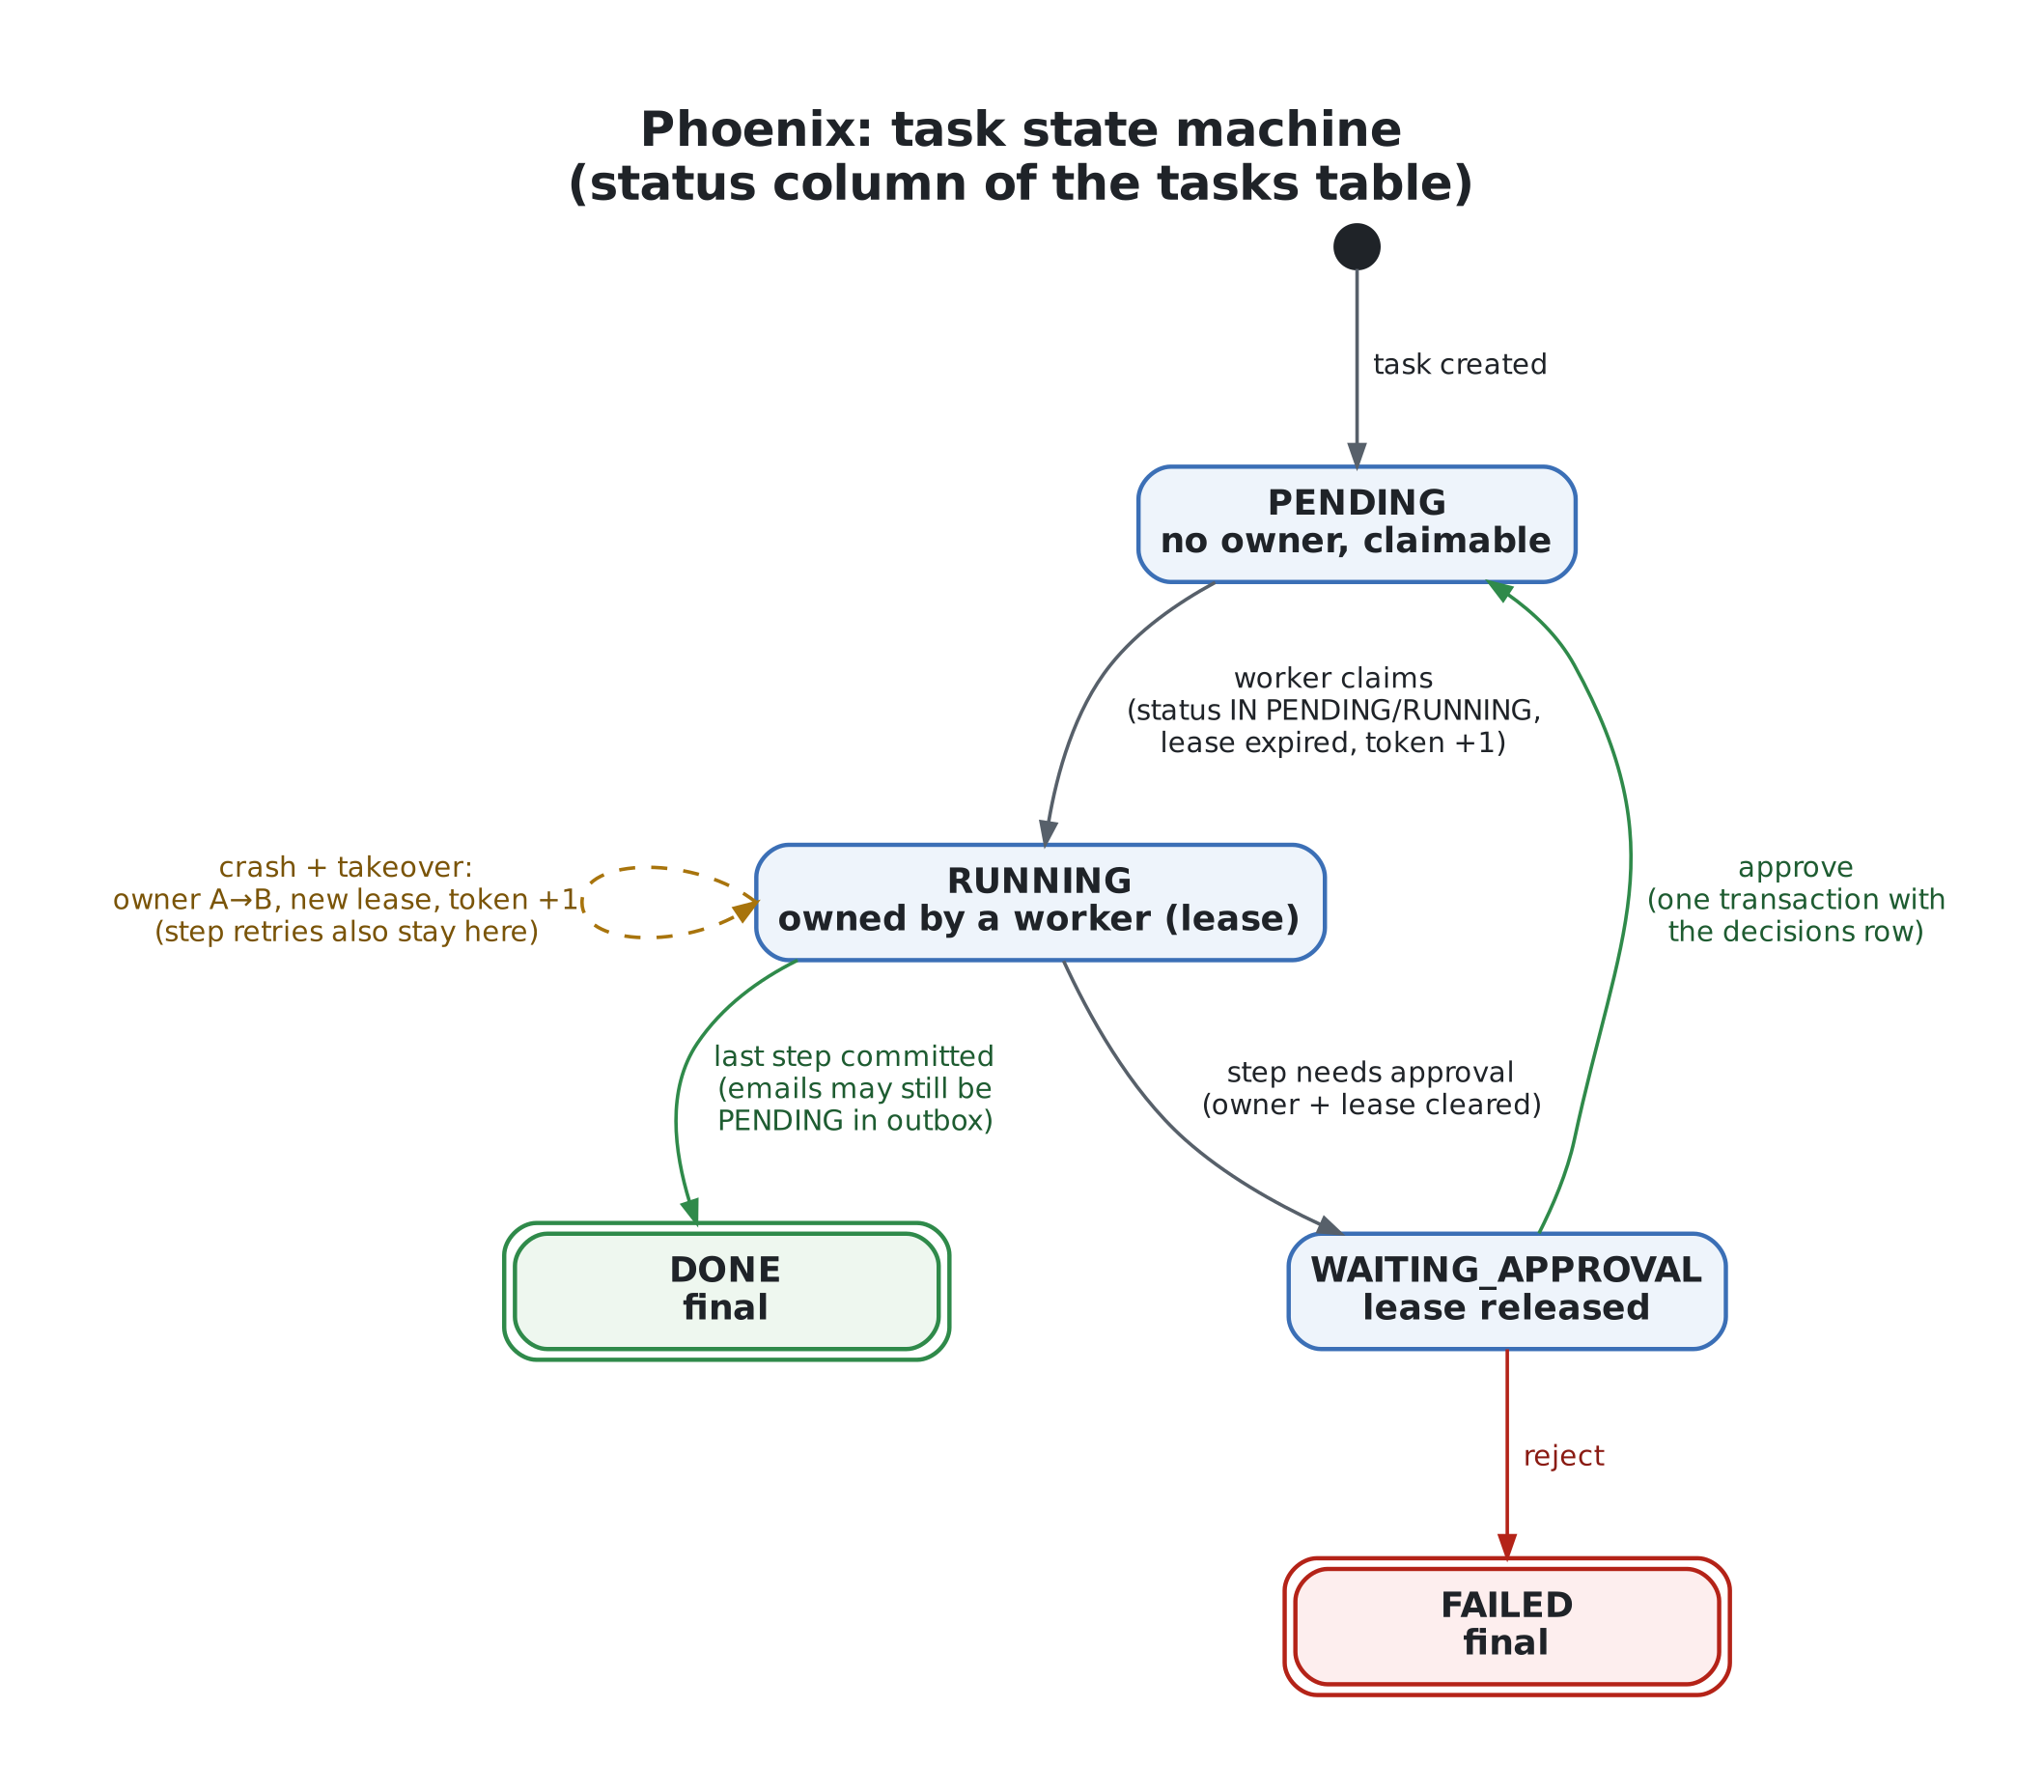 Phoenix: task state machine
(status column of the tasks table)
task created
PENDING
no owner, claimable
worker claims
(status IN PENDING/RUNNING,
lease expired, token +1)
crash + takeover:
owner A→B, new lease, token +1
(step retries also stay here)
RUNNING
owned by a worker (lease)
approve
(one transaction with
the decisions row)
last step committed
(emails may still be
PENDING in outbox)
step needs approval
(owner + lease cleared)
DONE
final
WAITING_APPROVAL
lease released
reject
FAILED
final